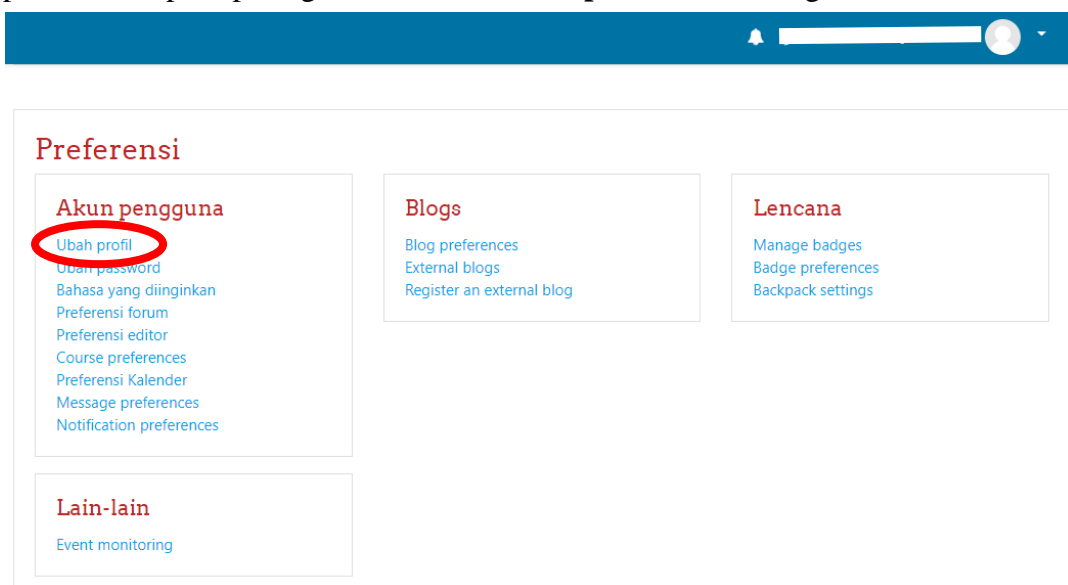 Preferensi
Akun pengguna
Ubah profil
Ubah password
Bahasa yang diinginkan
Preferensi forum
Preferensi editor
Course preferences
Preferensi Kalender
Message preferences
Notification preferences
Blogs
Blog preferences
External blogs
Register an external blog
Lencana
Manage badges
Badge preferences
Backpack settings
Lain-lain
Event monitoring